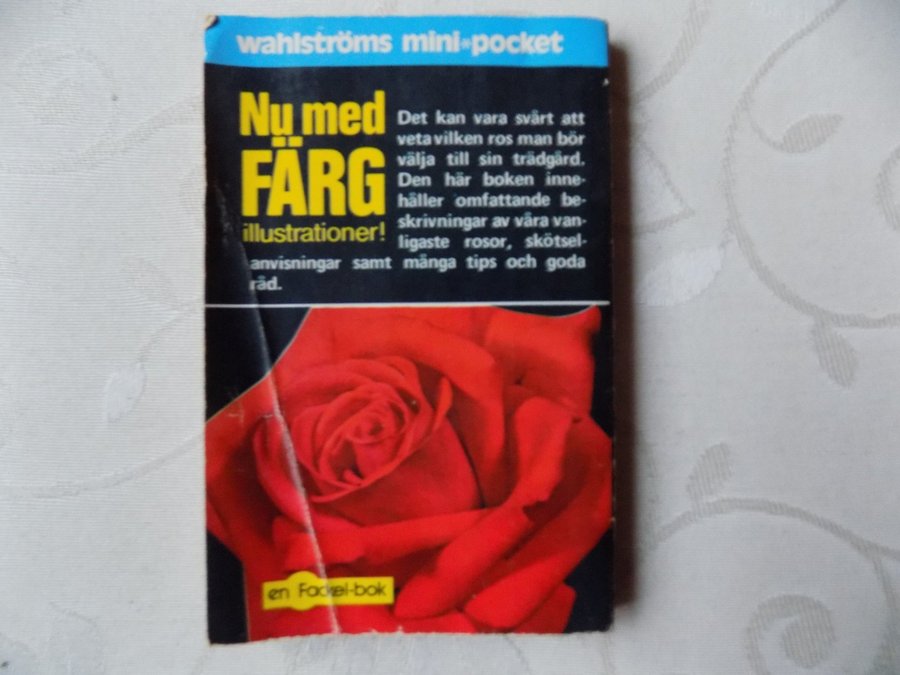 wahlströms mini*pocket
Nu med
FÄRG
illustrationer!
Det kan vara svårt att
veta vilken ros man bör
välja till sin trädgård.
Den här boken inne-
håller omfattande be-
skrivningar av våra van-
ligaste rosor, skötsel-
anvisningar samt många tips och goda
råd.
en Fackel-bok